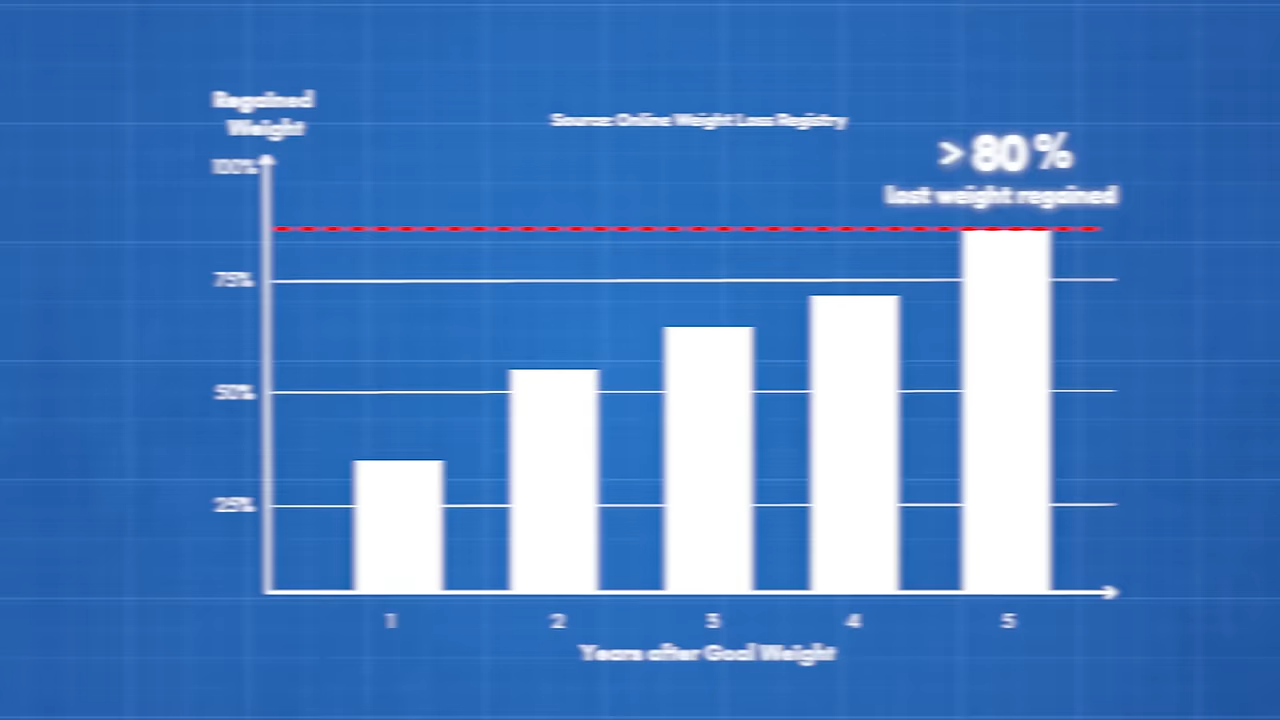 Regained
Weight
Source: Online Weight Loss Registry
> 80 %
lost weight regained
100%
75%
50%
25%
1 2 3 4 5
Years after Goal Weight